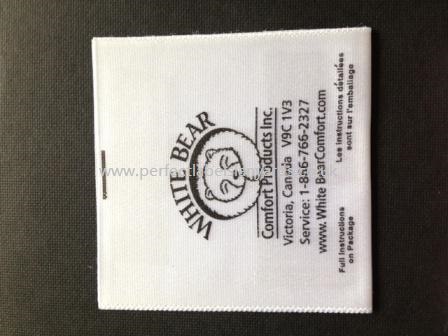 WHITE BEAR
Comfort Products Inc.
Victoria, Canada V9C 1V3
Service: 1-866-766-2327
www. White BearComfort.com
Full Instructions
on Package
Les instructions détaillées
sont sur l'emballage